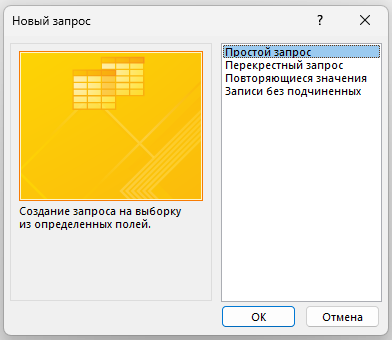 Новый запрос
?
Простой запрос
Перекрестный запрос
Повторяющиеся значения
Записи без подчиненных
Создание запроса на выборку
из определенных полей.
ОК
Отмена